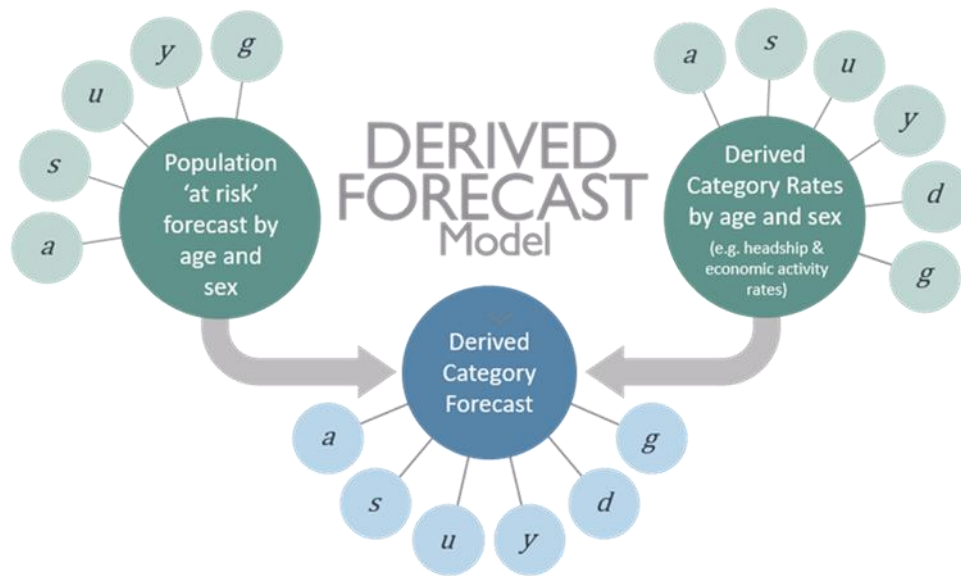 DERIVED
FORECAST
Model
g
y
u
s
a
Population
‘at risk’
forecast by
age and
sex
a
s
u
y
d
g
Derived
Category Rates
by age and sex
(e.g. headship &
economic activity
rates)
Derived
Category
Forecast
a
s
u
y
d
g